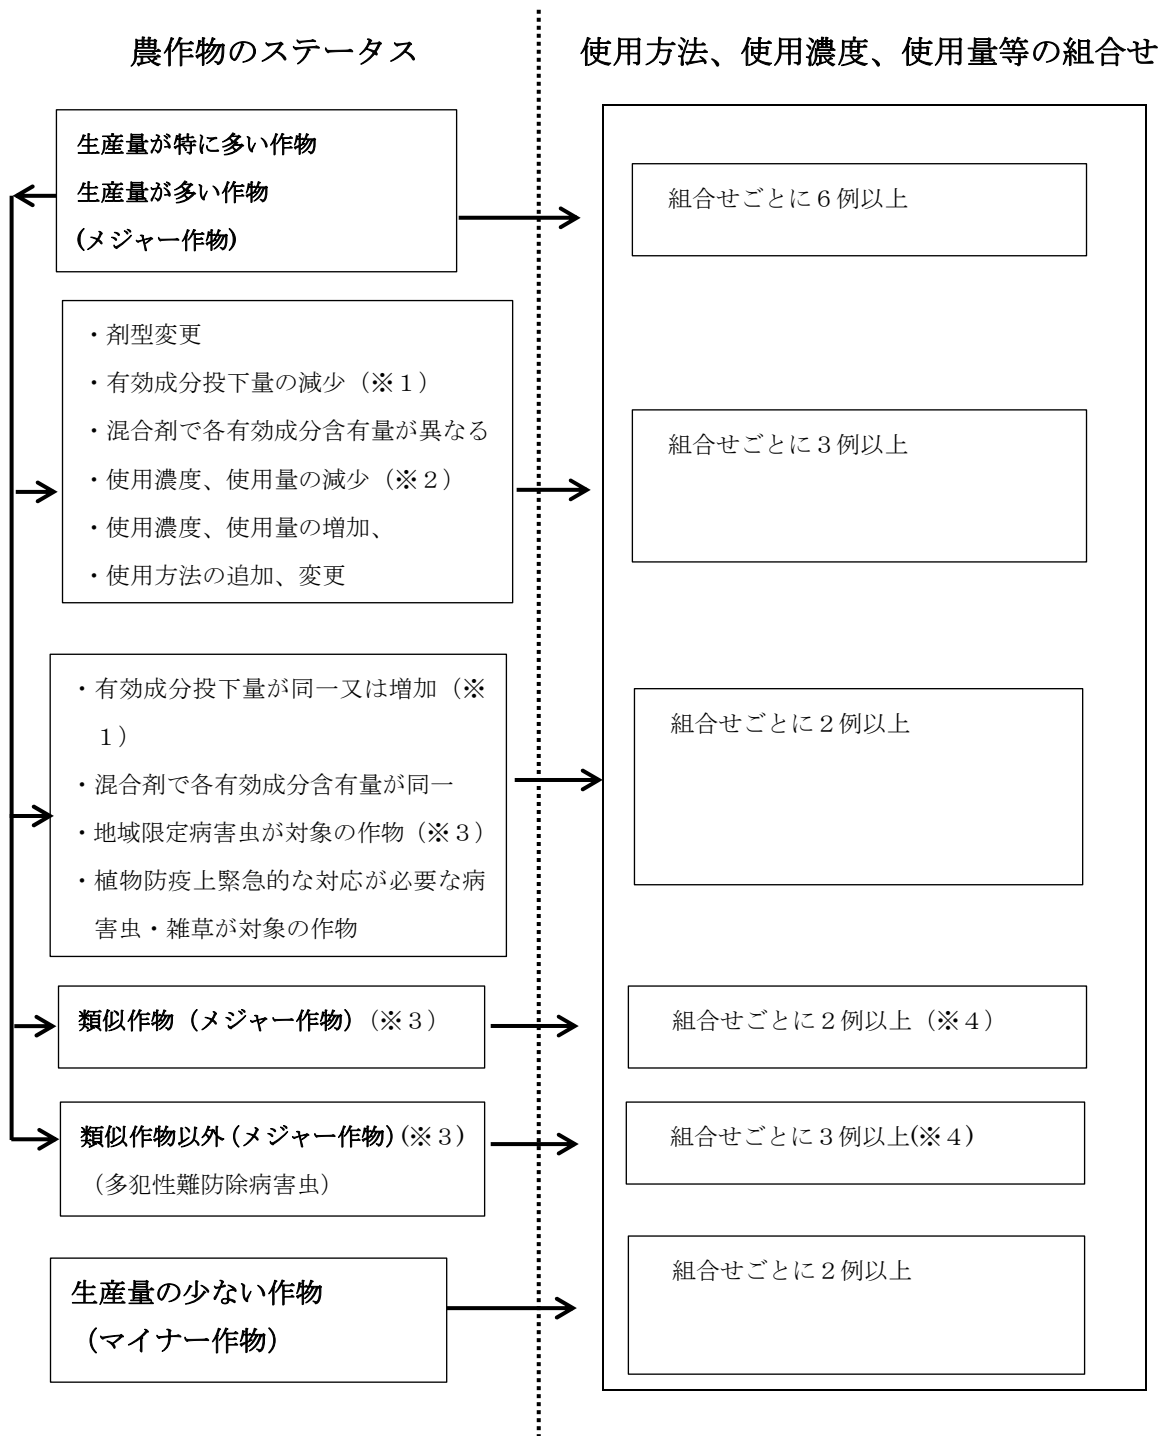 農作物のステータス
使用方法、使用濃度、使用量等の組合せ
生産量が特に多い作物
生産量が多い作物
(メジャー作物)
組合せごとに６例以上
・剤型変更
・有効成分投下量の減少（※１）
・混合剤で各有効成分含有量が異なる
・使用濃度、使用量の減少（※２）
・使用濃度、使用量の増加、
・使用方法の追加、変更
組合せごとに３例以上
・有効成分投下量が同一又は増加（※
１）
・混合剤で各有効成分含有量が同一
・地域限定病害虫が対象の作物（※３）
・植物防疫上緊急的な対応が必要な病
害虫・雑草が対象の作物
組合せごとに２例以上
類似作物（メジャー作物）（※３）
組合せごとに２例以上（※４）
類似作物以外(メジャー作物)(※３)
（多犯性難防除病害虫）
組合せごとに３例以上(※４)
生産量の少ない作物
（マイナー作物）
組合せごとに２例以上